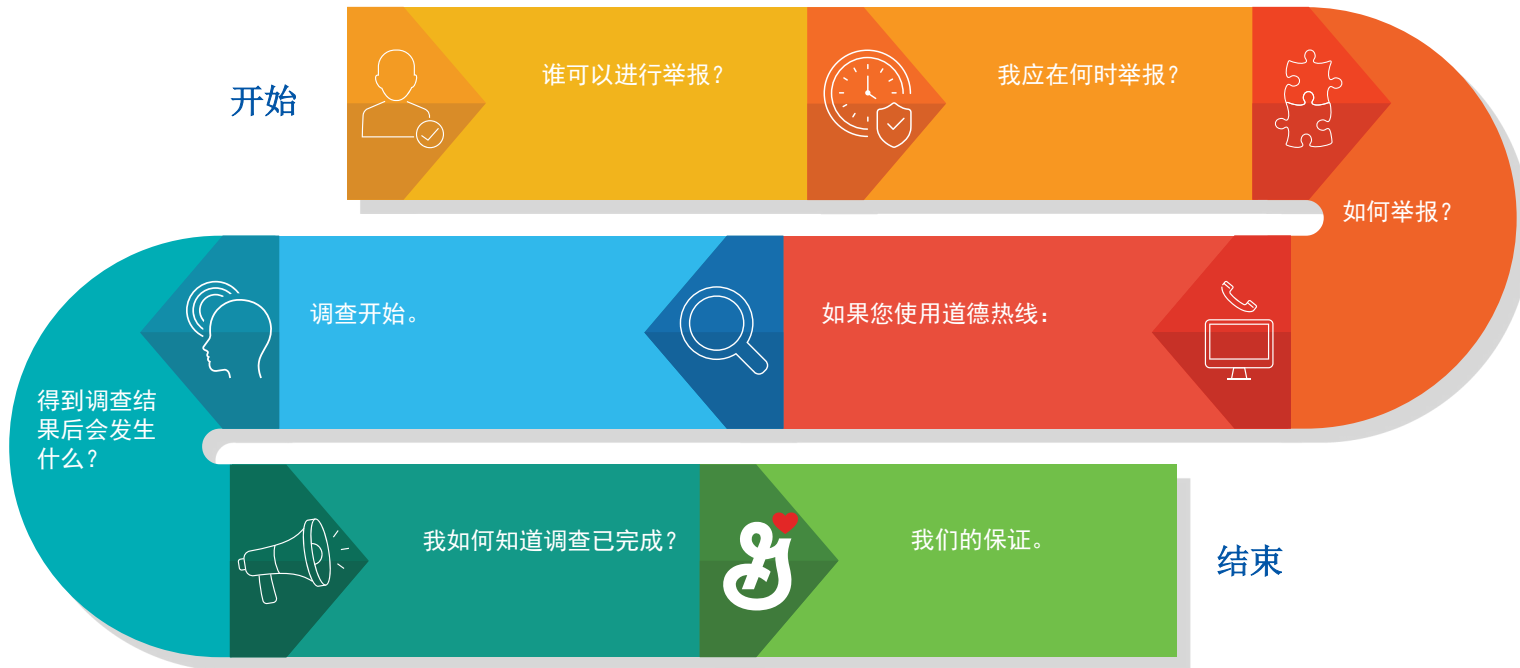 开始
谁可以进行举报？
我应在何时举报？
如何举报？
如果您使用道德热线：
调查开始。
得到调查结
果后会发生
什么？
我如何知道调查已完成？
我们的保证。
结束